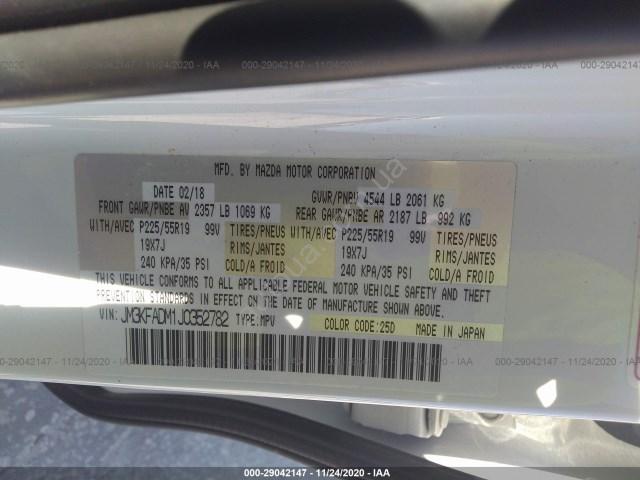 000-29042147 - 11/24/2020 - IAA
MFD. BY MAZDA MOTOR CORPORATION
DATE 02/18
GVWR/PNBV 4544 LB 2061 KG
FRONT GAWR/PNBE AV 2357 LB 1069 KG
REAR GAWR/PNBE AR 2187 LB 992 KG
WITH/AVEC P225/55R19 99V TIRES/PNEUS
19X7J RIMS/JANTES
240 KPA/35 PSI COLD/A FROID
WITH/AVEC P225/55R19 99V TIRES/PNEUS
19X7J RIMS/JANTES
240 KPA/35 PSI COLD/A FROID
THIS VEHICLE CONFORMS TO ALL APPLICABLE FEDERAL MOTOR VEHICLE SAFETY AND THEFT
PREVENTION STANDARDS IN EFFECT ON THE DATE OF MANUFACTURE SHOWN ABOVE.
VIN: JM3KFADM1J0352782 TYPE:MPV
COLOR CODE:25D MADE IN JAPAN
000-29042147 - 11/24/2020 - IAA